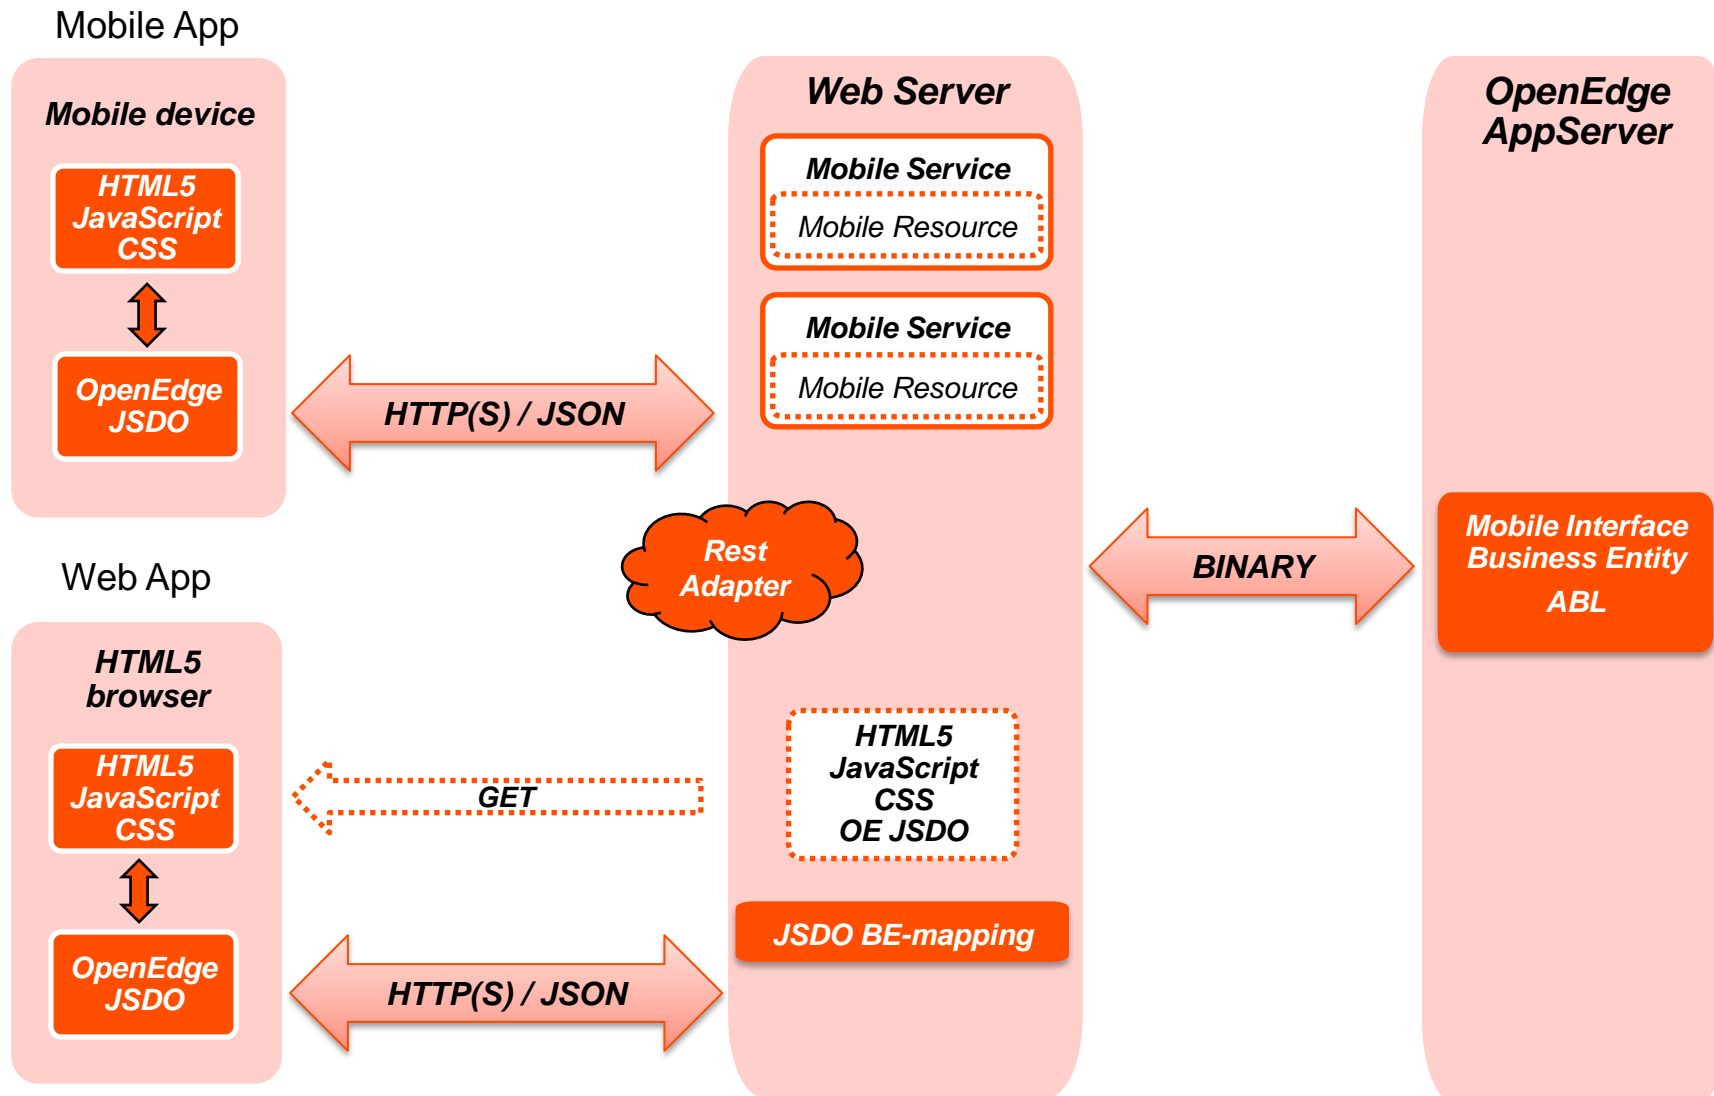 Mobile App
Mobile device
HTML5
JavaScript
CSS
OpenEdge
JSDO
HTTP(S) / JSON
Web App
HTML5
browser
HTML5
JavaScript
CSS
OpenEdge
JSDO
GET
HTTP(S) / JSON
Web Server
Mobile Service
Mobile Resource
Mobile Service
Mobile Resource
Rest
Adapter
HTML5
JavaScript
CSS
OE JSDO
JSDO BE-mapping
BINARY
OpenEdge
AppServer
Mobile Interface
Business Entity
ABL